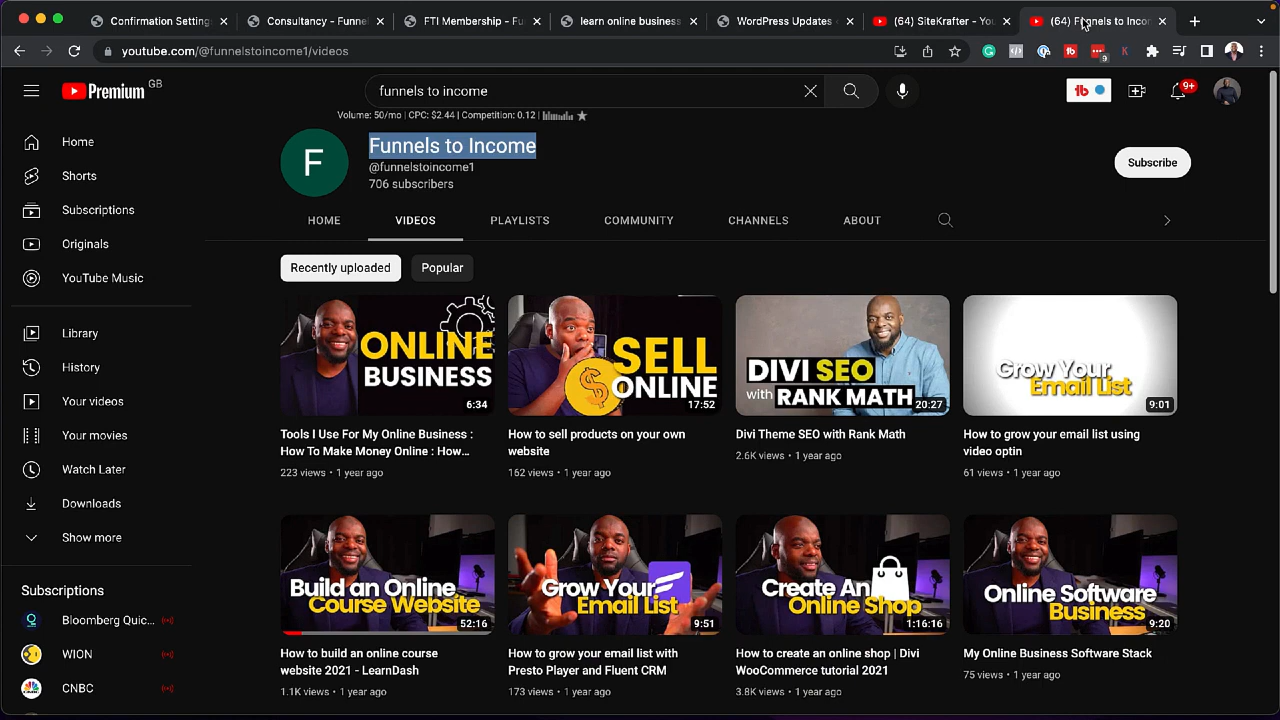 Confirmation Setting
Consultancy - Funnel
FTI Membership - Fu
learn online business
WordPress Updates
(64) SiteKrafter - Yo
(64) Funnels to Inco
youtube.com/@funnelstoincome1/videos
9
Premium GB
funnels to income
tb
9+
Volume: 50/mo | CPC: $2.44 | Competition: 0.12 |
F
Funnels to Income
@funnelstoincome1
706 subscribers
Subscribe
HOME
VIDEOS
PLAYLISTS
COMMUNITY
CHANNELS
ABOUT
Recently uploaded
Popular
Home
Shorts
Subscriptions
Originals
YouTube Music
Library
History
Your videos
Your movies
Watch Later
Downloads
Show more
Subscriptions
Bloomberg Quic...
WION
CNBC
ONLINE
BUSINESS
6:34
Tools I Use For My Online Business :
How To Make Money Online : How...
223 views • 1 year ago
SELL
ONLINE
17:52
How to sell products on your own
website
162 views • 1 year ago
DIVI SEO
with RANK MATH
20:27
Divi Theme SEO with Rank Math
2.6K views • 1 year ago
Grow Your
Email List
9:01
How to grow your email list using
video optin
61 views • 1 year ago
Build an Online
Course Website
52:16
How to build an online course
website 2021 - LearnDash
1.1K views • 1 year ago
Grow Your
Email List
9:51
How to grow your email list with
Presto Player and Fluent CRM
173 views • 1 year ago
Create An
Online Shop
1:16:16
How to create an online shop | Divi
WooCommerce tutorial 2021
3.8K views • 1 year ago
Online Software
Business
9:20
My Online Business Software Stack
75 views • 1 year ago